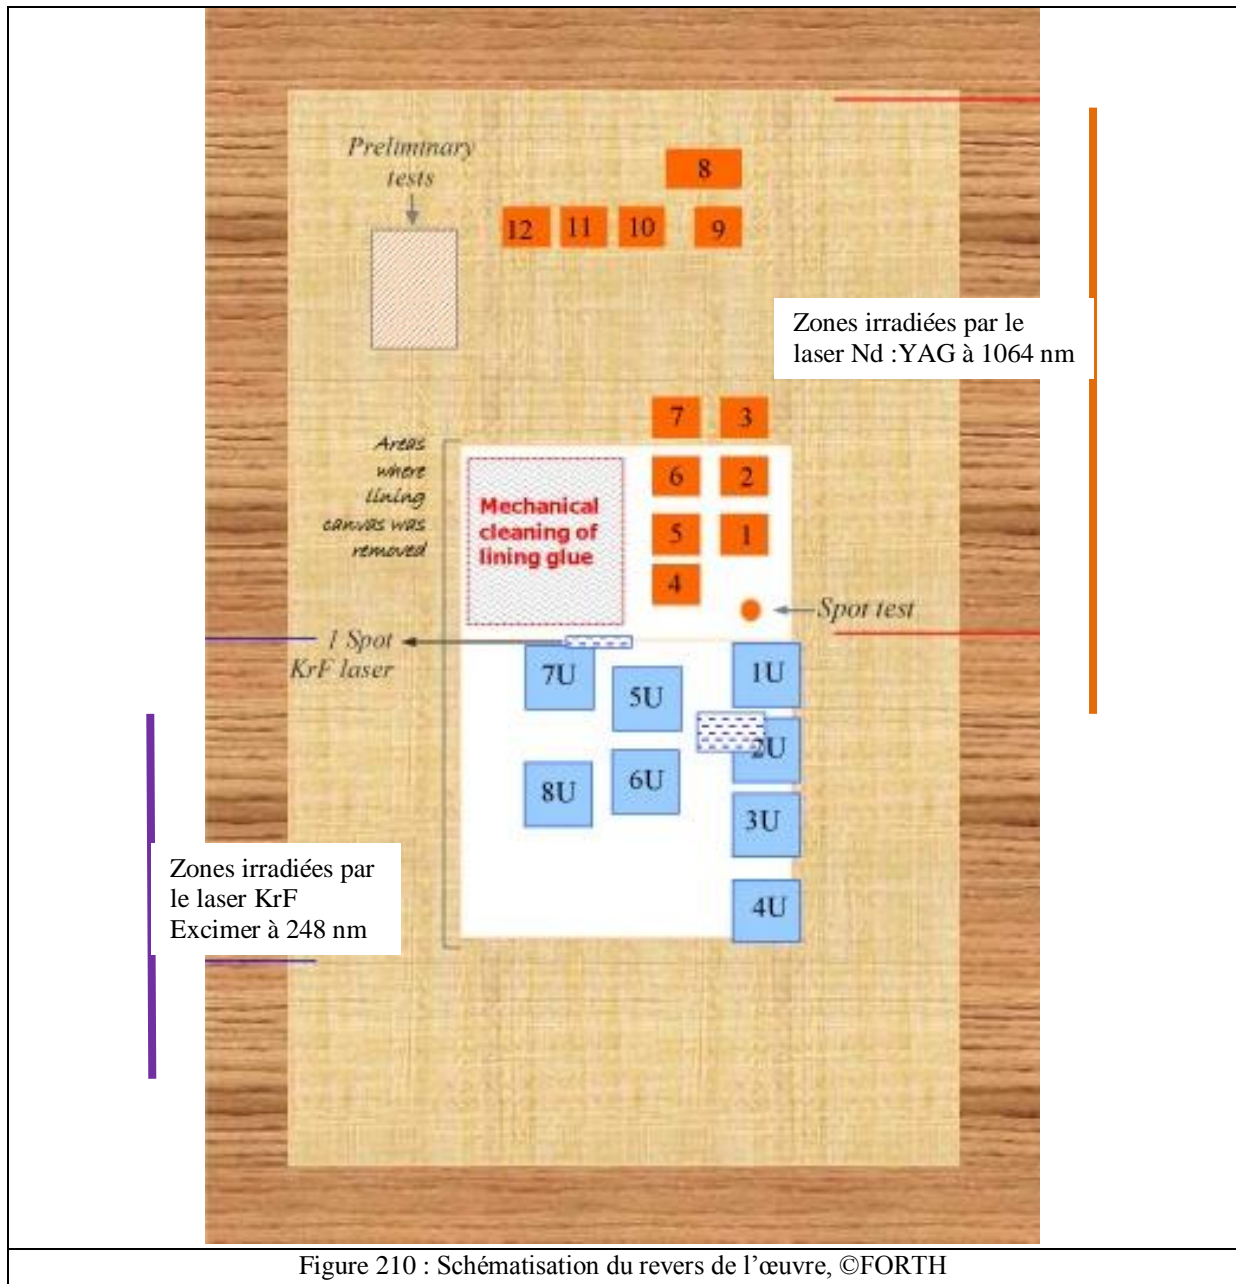 Preliminary
tests
8
12 11 10 9
Zones irradiées par le
laser Nd :YAG à 1064 nm
7 3
Areas
where
lining
canvas was
removed
6 2
Mechanical
cleaning of
lining glue
5 1
4
Spot test
1 Spot
KrF laser
7U
5U
1U
2U
6U
8U
3U
4U
Zones irradiées par
le laser KrF
Excimer à 248 nm
Figure 210 : Schématisation du revers de l’œuvre, ©FORTH